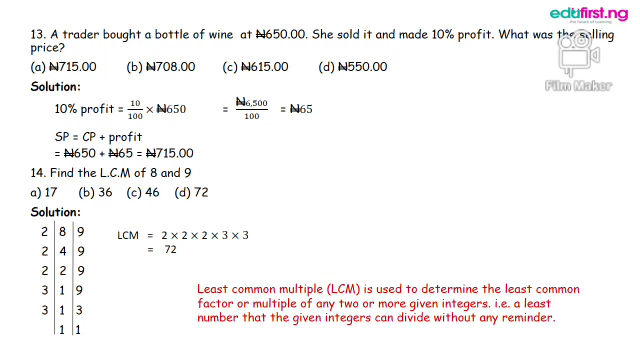 edufirst.ng
13. A trader bought a bottle of wine at ₦650.00. She sold it and made 10% profit. What was the selling
price?
(a) ₦715.00 (b) ₦708.00 (c) ₦615.00 (d) ₦550.00
Solution:
10% profit = 10/100 × ₦650 = ₦6,500/100 = ₦65
SP = CP + profit
= ₦650 + ₦65 = ₦715.00
Film Maker
14. Find the L.C.M of 8 and 9
a) 17 (b) 36 (c) 46 (d) 72
Solution:
2 8 9 LCM = 2 × 2 × 2 × 3 × 3
2 4 9 = 72
2 2 9
3 1 9
3 1 3
1 1
Least common multiple (LCM) is used to determine the least common
factor or multiple of any two or more given integers. i.e. a least
number that the given integers can divide without any reminder.